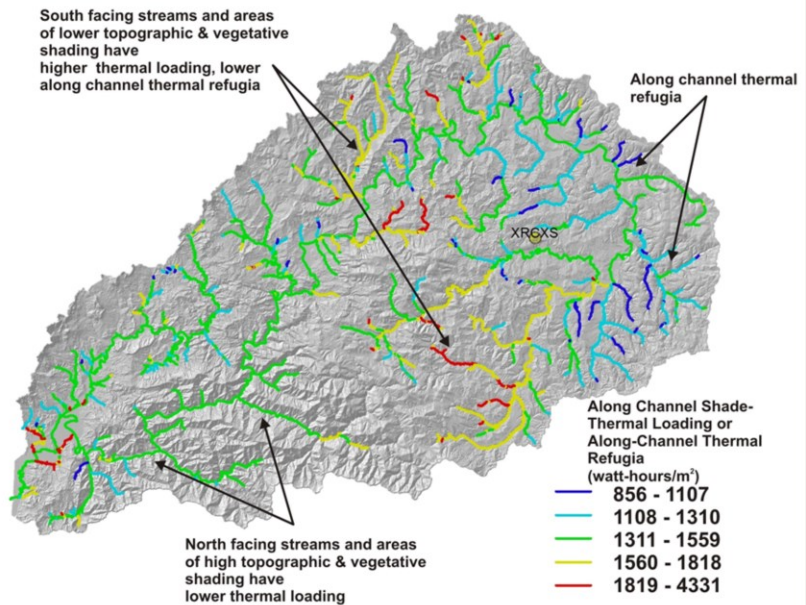 South facing streams and areas
of lower topographic & vegetative
shading have
higher thermal loading, lower
along channel thermal refugia
Along channel thermal
refugia
XRCXS
North facing streams and areas
of high topographic & vegetative
shading have
lower thermal loading
Along Channel Shade-
Thermal Loading or
Along-Channel Thermal
Refugia
(watt-hours/m²)
856 - 1107
1108 - 1310
1311 - 1559
1560 - 1818
1819 - 4331